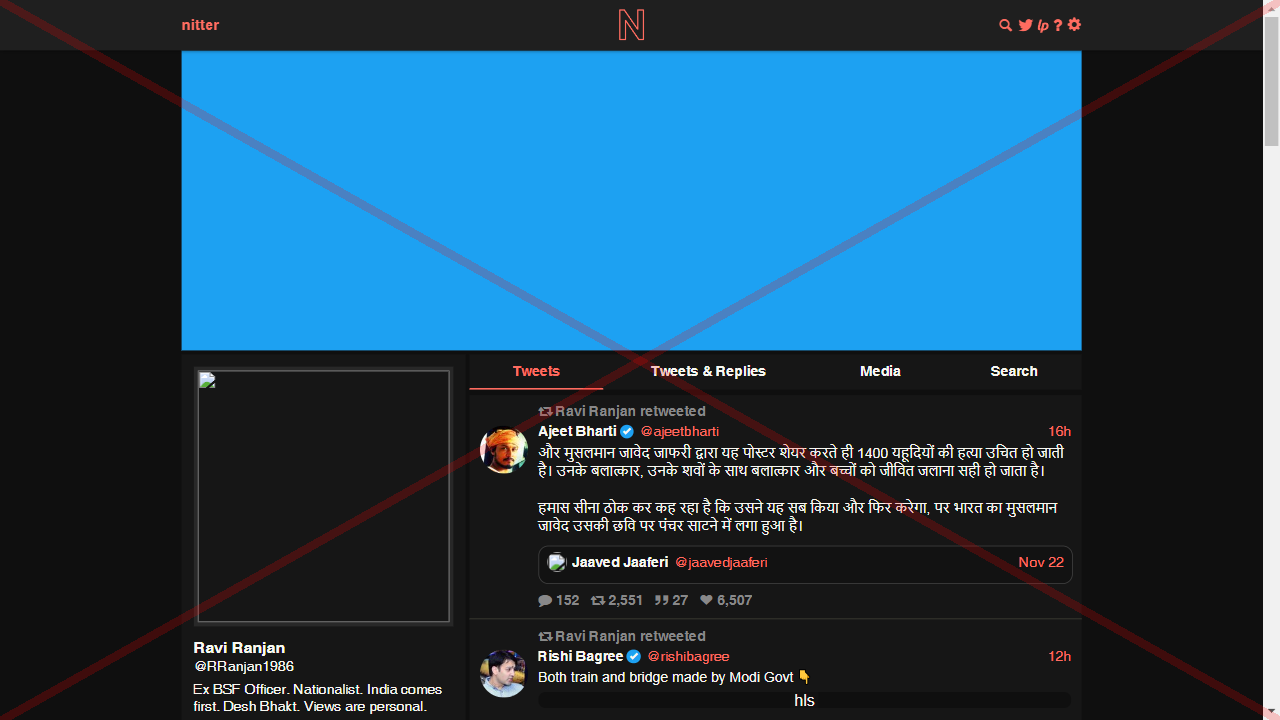 nitter
N
lp ?
Tweets
Tweets & Replies
Media
Search
Ravi Ranjan retweeted
Ajeet Bharti @ajeetbharti 16h
और मुसलमान जावेद जाफरी द्वारा यह पोस्टर शेयर करते ही 1400 यहूदियों की हत्या उचित हो जाती
है। उनके बलात्कार, उनके शवों के साथ बलात्कार और बच्चों को जीवित जलाना सही हो जाता है।
हमास सीना ठोक कर कह रहा है कि उसने यह सब किया और फिर करेगा, पर भारत का मुसलमान
जावेद उसकी छवि पर पंचर साटने में लगा हुआ है।
Jaaved Jaaferi @jaavedjaaferi Nov 22
152 2,551 27 6,507
Ravi Ranjan retweeted
Rishi Bagree @rishibagree 12h
Both train and bridge made by Modi Govt 👇
hls
Ravi Ranjan
@RRanjan1986
Ex BSF Officer. Nationalist. India comes
first. Desh Bhakt. Views are personal.